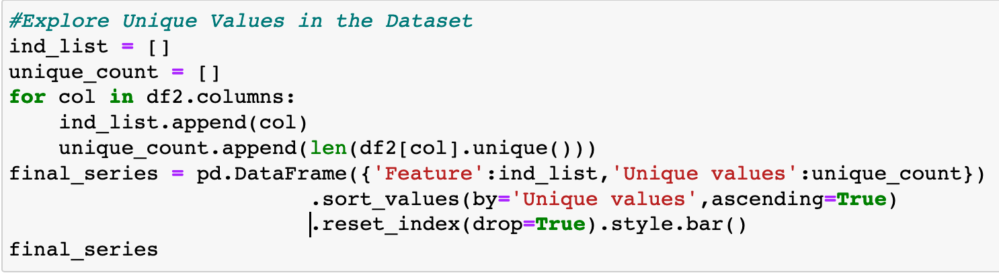 #Explore Unique Values in the Dataset
ind_list = []
unique_count = []
for col in df2.columns:
    ind_list.append(col)
    unique_count.append(len(df2[col].unique()))
final_series = pd.DataFrame({'Feature':ind_list,'Unique values':unique_count})
                        .sort_values(by='Unique values',ascending=True)
                        .reset_index(drop=True).style.bar()
final_series